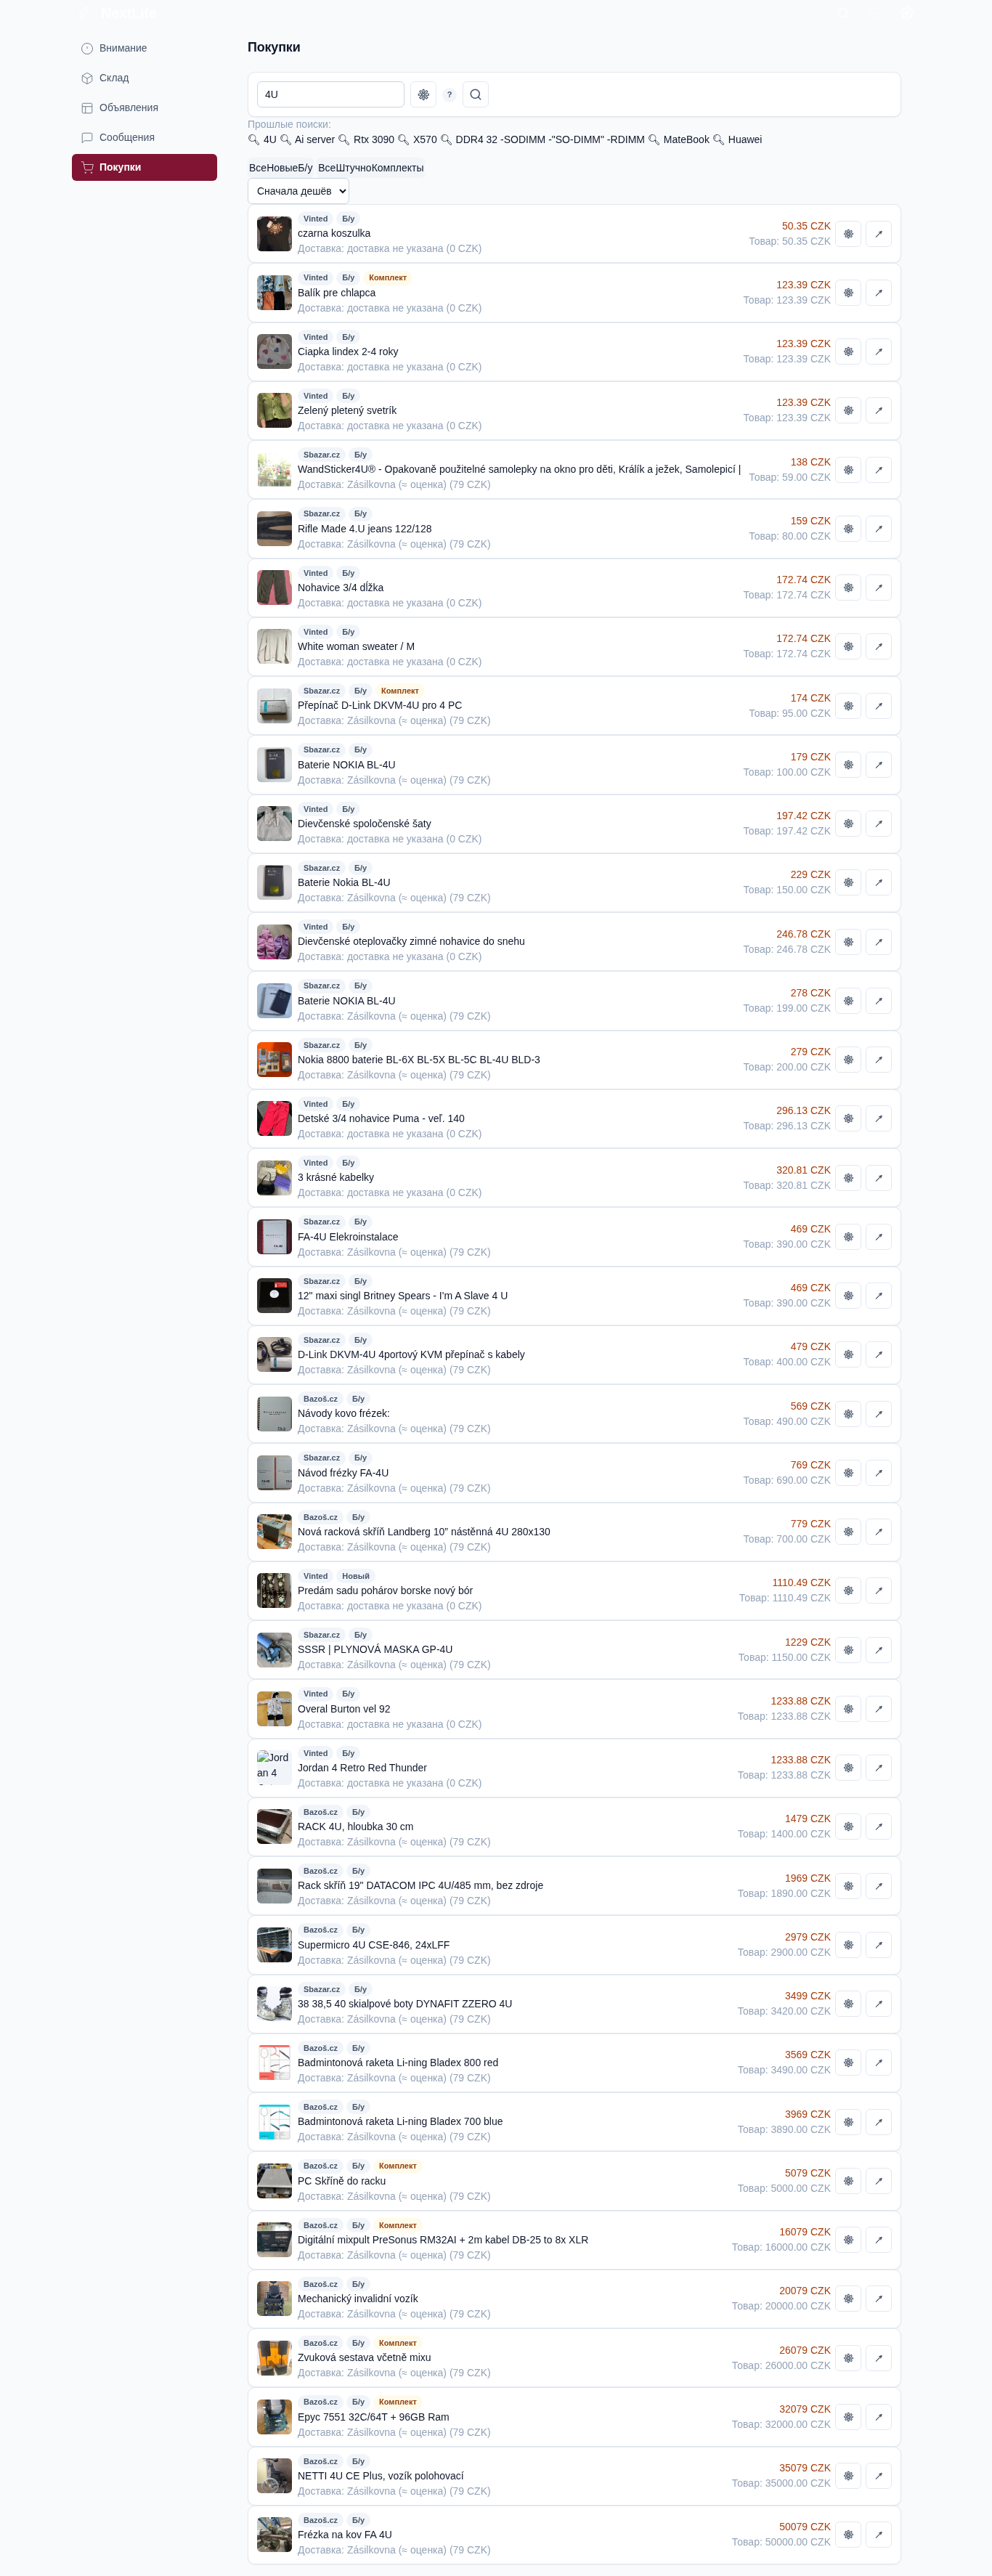 NextLife
Внимание
Склад
Объявления
Сообщения
Покупки
Покупки
4U
?
Прошлые поиски:
4U Ai server Rtx 3090 X570 DDR4 32 -SODIMM -"SO-DIMM" -RDIMM MateBook Huawei
ВсеНовыеБ/у ВсеШтучноКомплекты
Сначала дешёв
Vinted Б/у
czarna koszulka
Доставка: доставка не указана (0 CZK)
50.35 CZK
Товар: 50.35 CZK
Vinted Б/у Комплект
Balík pre chlapca
Доставка: доставка не указана (0 CZK)
123.39 CZK
Товар: 123.39 CZK
Vinted Б/у
Ciapka lindex 2-4 roky
Доставка: доставка не указана (0 CZK)
123.39 CZK
Товар: 123.39 CZK
Vinted Б/у
Zelený pletený svetrík
Доставка: доставка не указана (0 CZK)
123.39 CZK
Товар: 123.39 CZK
Sbazar.cz Б/у
WandSticker4U® - Opakovaně použitelné samolepky na okno pro děti, Králík a ježek, Samolepicí |
Доставка: Zásilkovna (≈ оценка) (79 CZK)
138 CZK
Товар: 59.00 CZK
Sbazar.cz Б/у
Rifle Made 4.U jeans 122/128
Доставка: Zásilkovna (≈ оценка) (79 CZK)
159 CZK
Товар: 80.00 CZK
Vinted Б/у
Nohavice 3/4 dĺžka
Доставка: доставка не указана (0 CZK)
172.74 CZK
Товар: 172.74 CZK
Vinted Б/у
White woman sweater / M
Доставка: доставка не указана (0 CZK)
172.74 CZK
Товар: 172.74 CZK
Sbazar.cz Б/у Комплект
Přepínač D-Link DKVM-4U pro 4 PC
Доставка: Zásilkovna (≈ оценка) (79 CZK)
174 CZK
Товар: 95.00 CZK
Sbazar.cz Б/у
Baterie NOKIA BL-4U
Доставка: Zásilkovna (≈ оценка) (79 CZK)
179 CZK
Товар: 100.00 CZK
Vinted Б/у
Dievčenské spoločenské šaty
Доставка: доставка не указана (0 CZK)
197.42 CZK
Товар: 197.42 CZK
Sbazar.cz Б/у
Baterie Nokia BL-4U
Доставка: Zásilkovna (≈ оценка) (79 CZK)
229 CZK
Товар: 150.00 CZK
Vinted Б/у
Dievčenské oteplovačky zimné nohavice do snehu
Доставка: доставка не указана (0 CZK)
246.78 CZK
Товар: 246.78 CZK
Sbazar.cz Б/у
Baterie NOKIA BL-4U
Доставка: Zásilkovna (≈ оценка) (79 CZK)
278 CZK
Товар: 199.00 CZK
Sbazar.cz Б/у
Nokia 8800 baterie BL-6X BL-5X BL-5C BL-4U BLD-3
Доставка: Zásilkovna (≈ оценка) (79 CZK)
279 CZK
Товар: 200.00 CZK
Vinted Б/у
Detské 3/4 nohavice Puma - veľ. 140
Доставка: доставка не указана (0 CZK)
296.13 CZK
Товар: 296.13 CZK
Vinted Б/у
3 krásné kabelky
Доставка: доставка не указана (0 CZK)
320.81 CZK
Товар: 320.81 CZK
Sbazar.cz Б/у
FA-4U Elekroinstalace
Доставка: Zásilkovna (≈ оценка) (79 CZK)
469 CZK
Товар: 390.00 CZK
Sbazar.cz Б/у
12" maxi singl Britney Spears - I'm A Slave 4 U
Доставка: Zásilkovna (≈ оценка) (79 CZK)
469 CZK
Товар: 390.00 CZK
Sbazar.cz Б/у
D-Link DKVM-4U 4portový KVM přepínač s kabely
Доставка: Zásilkovna (≈ оценка) (79 CZK)
479 CZK
Товар: 400.00 CZK
Bazoš.cz Б/у
Návody kovo frézek:
Доставка: Zásilkovna (≈ оценка) (79 CZK)
569 CZK
Товар: 490.00 CZK
Sbazar.cz Б/у
Návod frézky FA-4U
Доставка: Zásilkovna (≈ оценка) (79 CZK)
769 CZK
Товар: 690.00 CZK
Bazoš.cz Б/у
Nová racková skříň Landberg 10” nástěnná 4U 280x130
Доставка: Zásilkovna (≈ оценка) (79 CZK)
779 CZK
Товар: 700.00 CZK
Vinted Новый
Predám sadu pohárov borske nový bór
Доставка: доставка не указана (0 CZK)
1110.49 CZK
Товар: 1110.49 CZK
Sbazar.cz Б/у
SSSR | PLYNOVÁ MASKA GP-4U
Доставка: Zásilkovna (≈ оценка) (79 CZK)
1229 CZK
Товар: 1150.00 CZK
Vinted Б/у
Overal Burton vel 92
Доставка: доставка не указана (0 CZK)
1233.88 CZK
Товар: 1233.88 CZK
Jord
an 4
Vinted Б/у
Jordan 4 Retro Red Thunder
Доставка: доставка не указана (0 CZK)
1233.88 CZK
Товар: 1233.88 CZK
Bazoš.cz Б/у
RACK 4U, hloubka 30 cm
Доставка: Zásilkovna (≈ оценка) (79 CZK)
1479 CZK
Товар: 1400.00 CZK
Bazoš.cz Б/у
Rack skříň 19" DATACOM IPC 4U/485 mm, bez zdroje
Доставка: Zásilkovna (≈ оценка) (79 CZK)
1969 CZK
Товар: 1890.00 CZK
Bazoš.cz Б/у
Supermicro 4U CSE-846, 24xLFF
Доставка: Zásilkovna (≈ оценка) (79 CZK)
2979 CZK
Товар: 2900.00 CZK
Sbazar.cz Б/у
38 38,5 40 skialpové boty DYNAFIT ZZERO 4U
Доставка: Zásilkovna (≈ оценка) (79 CZK)
3499 CZK
Товар: 3420.00 CZK
Bazoš.cz Б/у
Badmintonová raketa Li-ning Bladex 800 red
Доставка: Zásilkovna (≈ оценка) (79 CZK)
3569 CZK
Товар: 3490.00 CZK
Bazoš.cz Б/у
Badmintonová raketa Li-ning Bladex 700 blue
Доставка: Zásilkovna (≈ оценка) (79 CZK)
3969 CZK
Товар: 3890.00 CZK
Bazoš.cz Б/у Комплект
PC Skříně do racku
Доставка: Zásilkovna (≈ оценка) (79 CZK)
5079 CZK
Товар: 5000.00 CZK
Bazoš.cz Б/у Комплект
Digitální mixpult PreSonus RM32AI + 2m kabel DB-25 to 8x XLR
Доставка: Zásilkovna (≈ оценка) (79 CZK)
16079 CZK
Товар: 16000.00 CZK
Bazoš.cz Б/у
Mechanický invalidní vozík
Доставка: Zásilkovna (≈ оценка) (79 CZK)
20079 CZK
Товар: 20000.00 CZK
Bazoš.cz Б/у Комплект
Zvuková sestava včetně mixu
Доставка: Zásilkovna (≈ оценка) (79 CZK)
26079 CZK
Товар: 26000.00 CZK
Bazoš.cz Б/у Комплект
Epyc 7551 32C/64T + 96GB Ram
Доставка: Zásilkovna (≈ оценка) (79 CZK)
32079 CZK
Товар: 32000.00 CZK
Bazoš.cz Б/у
NETTI 4U CE Plus, vozík polohovací
Доставка: Zásilkovna (≈ оценка) (79 CZK)
35079 CZK
Товар: 35000.00 CZK
Bazoš.cz Б/у
Frézka na kov FA 4U
Доставка: Zásilkovna (≈ оценка) (79 CZK)
50079 CZK
Товар: 50000.00 CZK